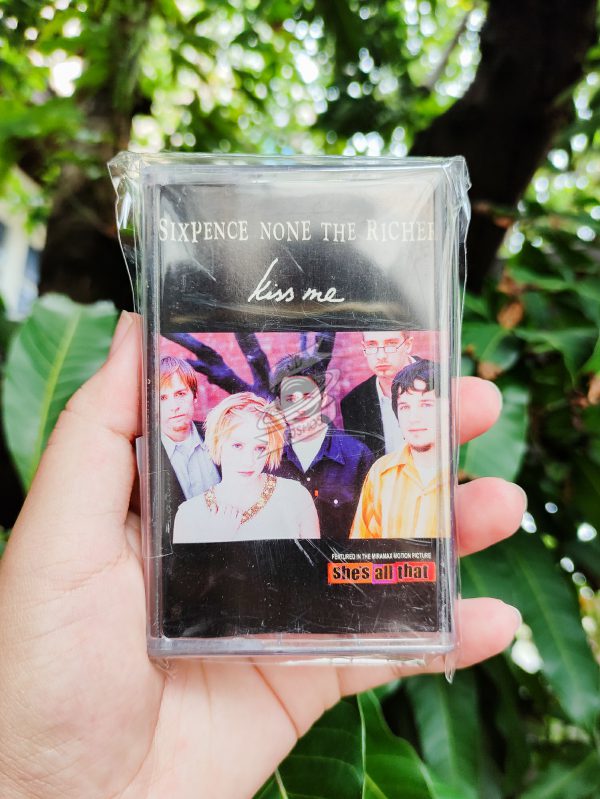 SIXPENCE NONE THE RICHER
kiss me
FEATURED IN THE MIRAMAX MOTION PICTURE
she's all that